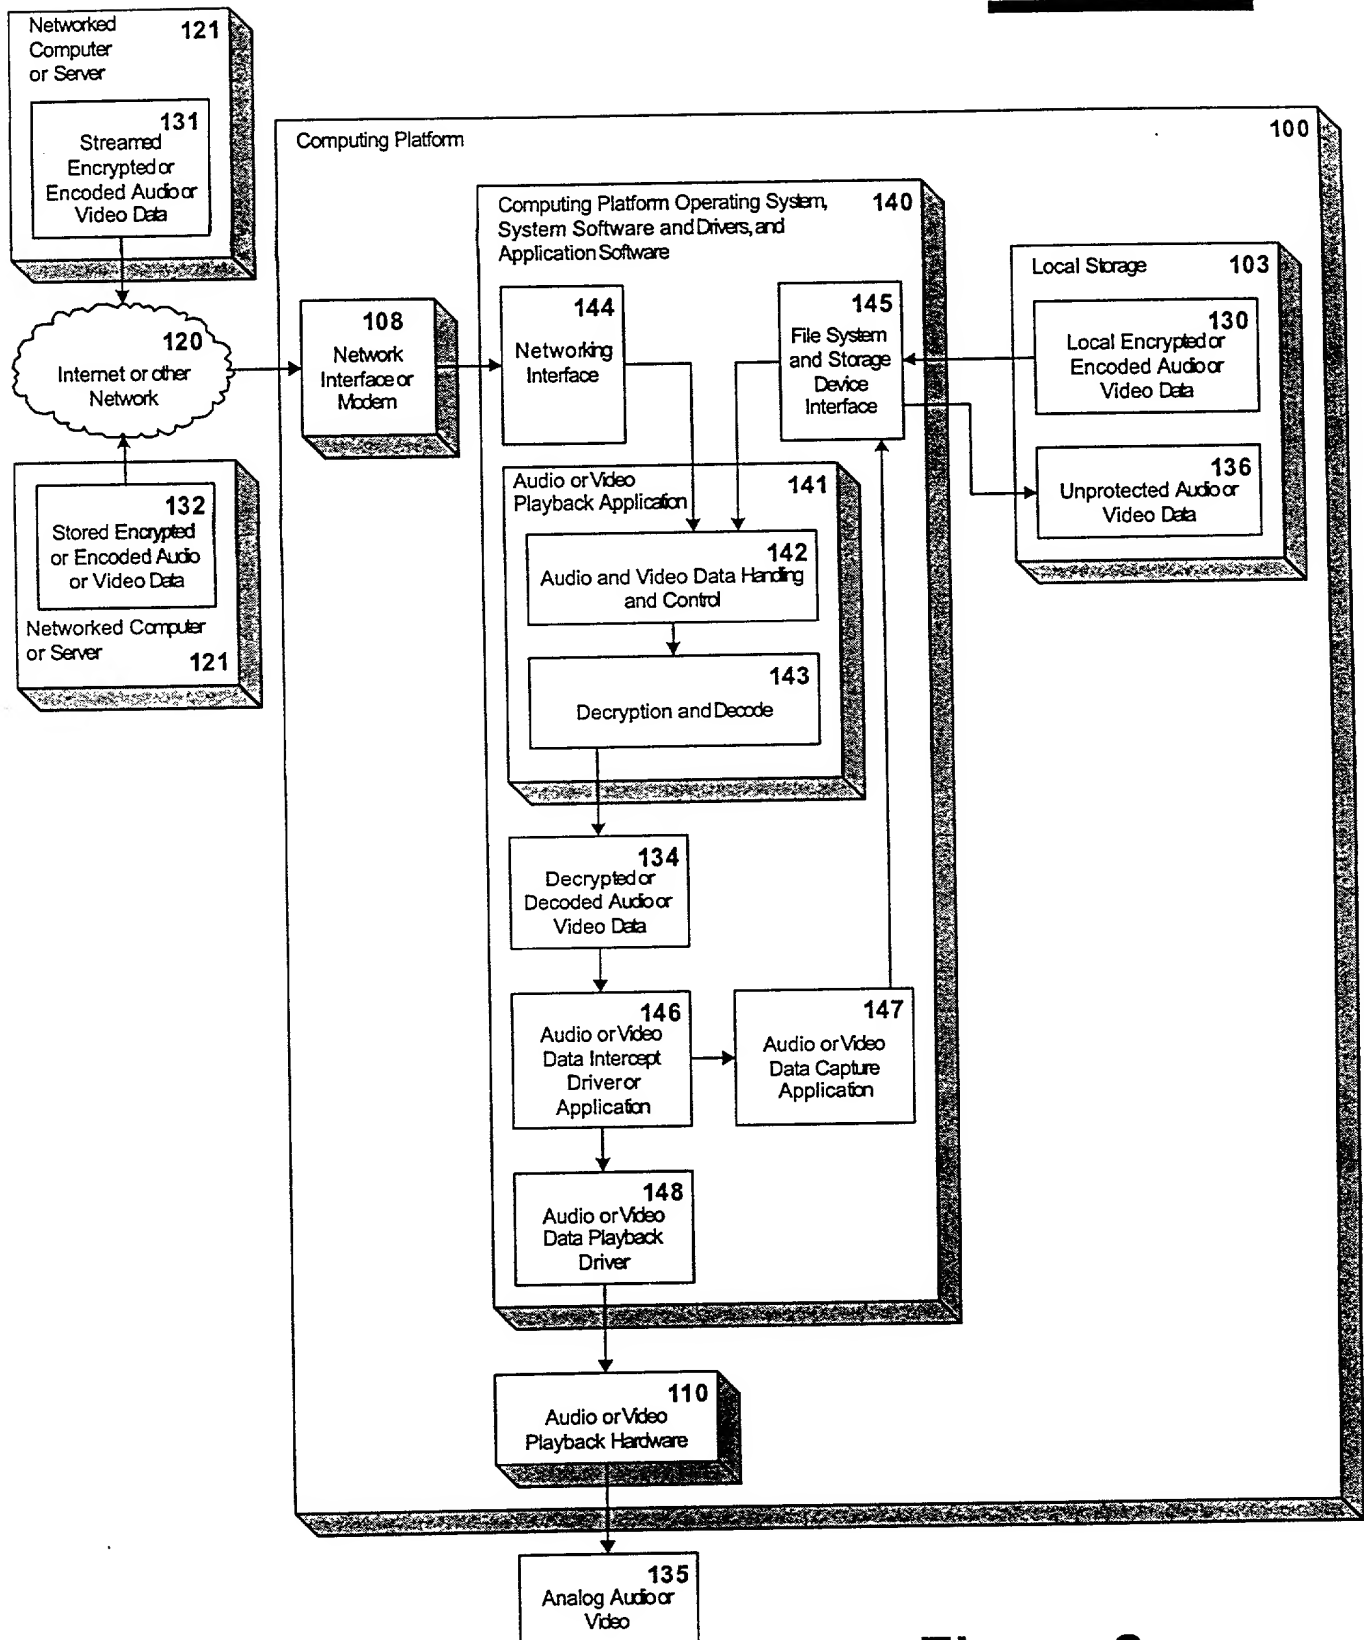 Networked
Computer
or Server
121
131
Streamed
Encrypted or
Encoded Audio or
Video Data
120
Internet or other
Network
132
Stored Encrypted
or Encoded Audio
or Video Data
Networked Computer
or Server
121
Computing Platform
100
108
Network
Interface or
Modem
Computing Platform Operating System,
System Software and Drivers, and
Application Software
140
144
Networking
Interface
145
File System
and Storage
Device
Interface
Local Storage
103
130
Local Encrypted or
Encoded Audio or
Video Data
136
Unprotected Audio or
Video Data
Audio or Video
Playback Application
141
142
Audio and Video Data Handling
and Control
143
Decryption and Decode
134
Decrypted or
Decoded Audio or
Video Data
146
Audio or Video
Data Intercept
Driver or
Application
147
Audio or Video
Data Capture
Application
148
Audio or Video
Data Playback
Driver
110
Audio or Video
Playback Hardware
135
Analog Audio or
Video